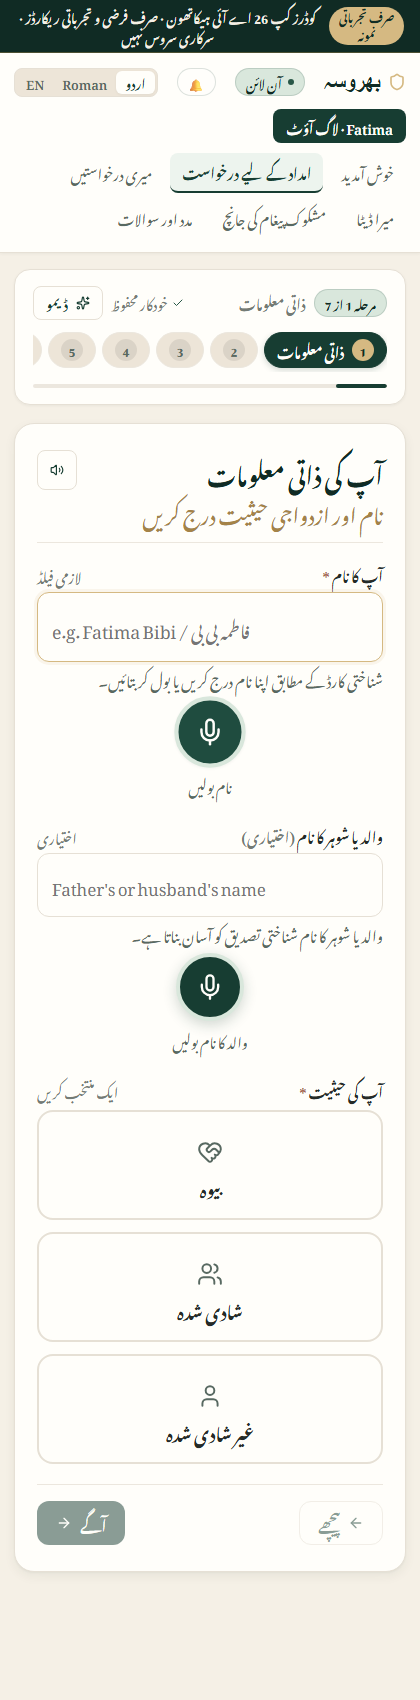 صرف تجرباتی نمونہ
کوڈرز کپ 26 اے آئی ہیکاتھون · صرف فرضی و تجرباتی ریکارڈز · سرکاری سروس نہیں
بھروسہ
آن لائن
اردو Roman EN
Fatima · لاگ آؤٹ
خوش آمدید
امداد کے لیے درخواست
میری درخواستیں
میرا ڈیٹا
مشکوک پیغام کی جانچ
مدد اور سوالات
مرحلہ 1 از 7
ذاتی معلومات
خودکار محفوظ
ڈیمو
1 ذاتی معلومات
2
3
4
5
آپ کی ذاتی معلومات
نام اور ازدواجی حیثیت درج کریں
آپ کا نام *
لازمی فیلڈ
e.g. Fatima Bibi / فاطمہ بی بی
شناختی کارڈ کے مطابق اپنا نام درج کریں یا بول کر بتائیں۔
نام بولیں
والد یا شوہر کا نام (اختیاری)
اختیاری
Father's or husband's name
والد یا شوہر کا نام شناختی تصدیق کو آسان بناتا ہے۔
والد کا نام بولیں
آپ کی حیثیت *
ایک منتخب کریں
بیوہ
شادی شدہ
غیر شادی شدہ
پیچھے
آگے